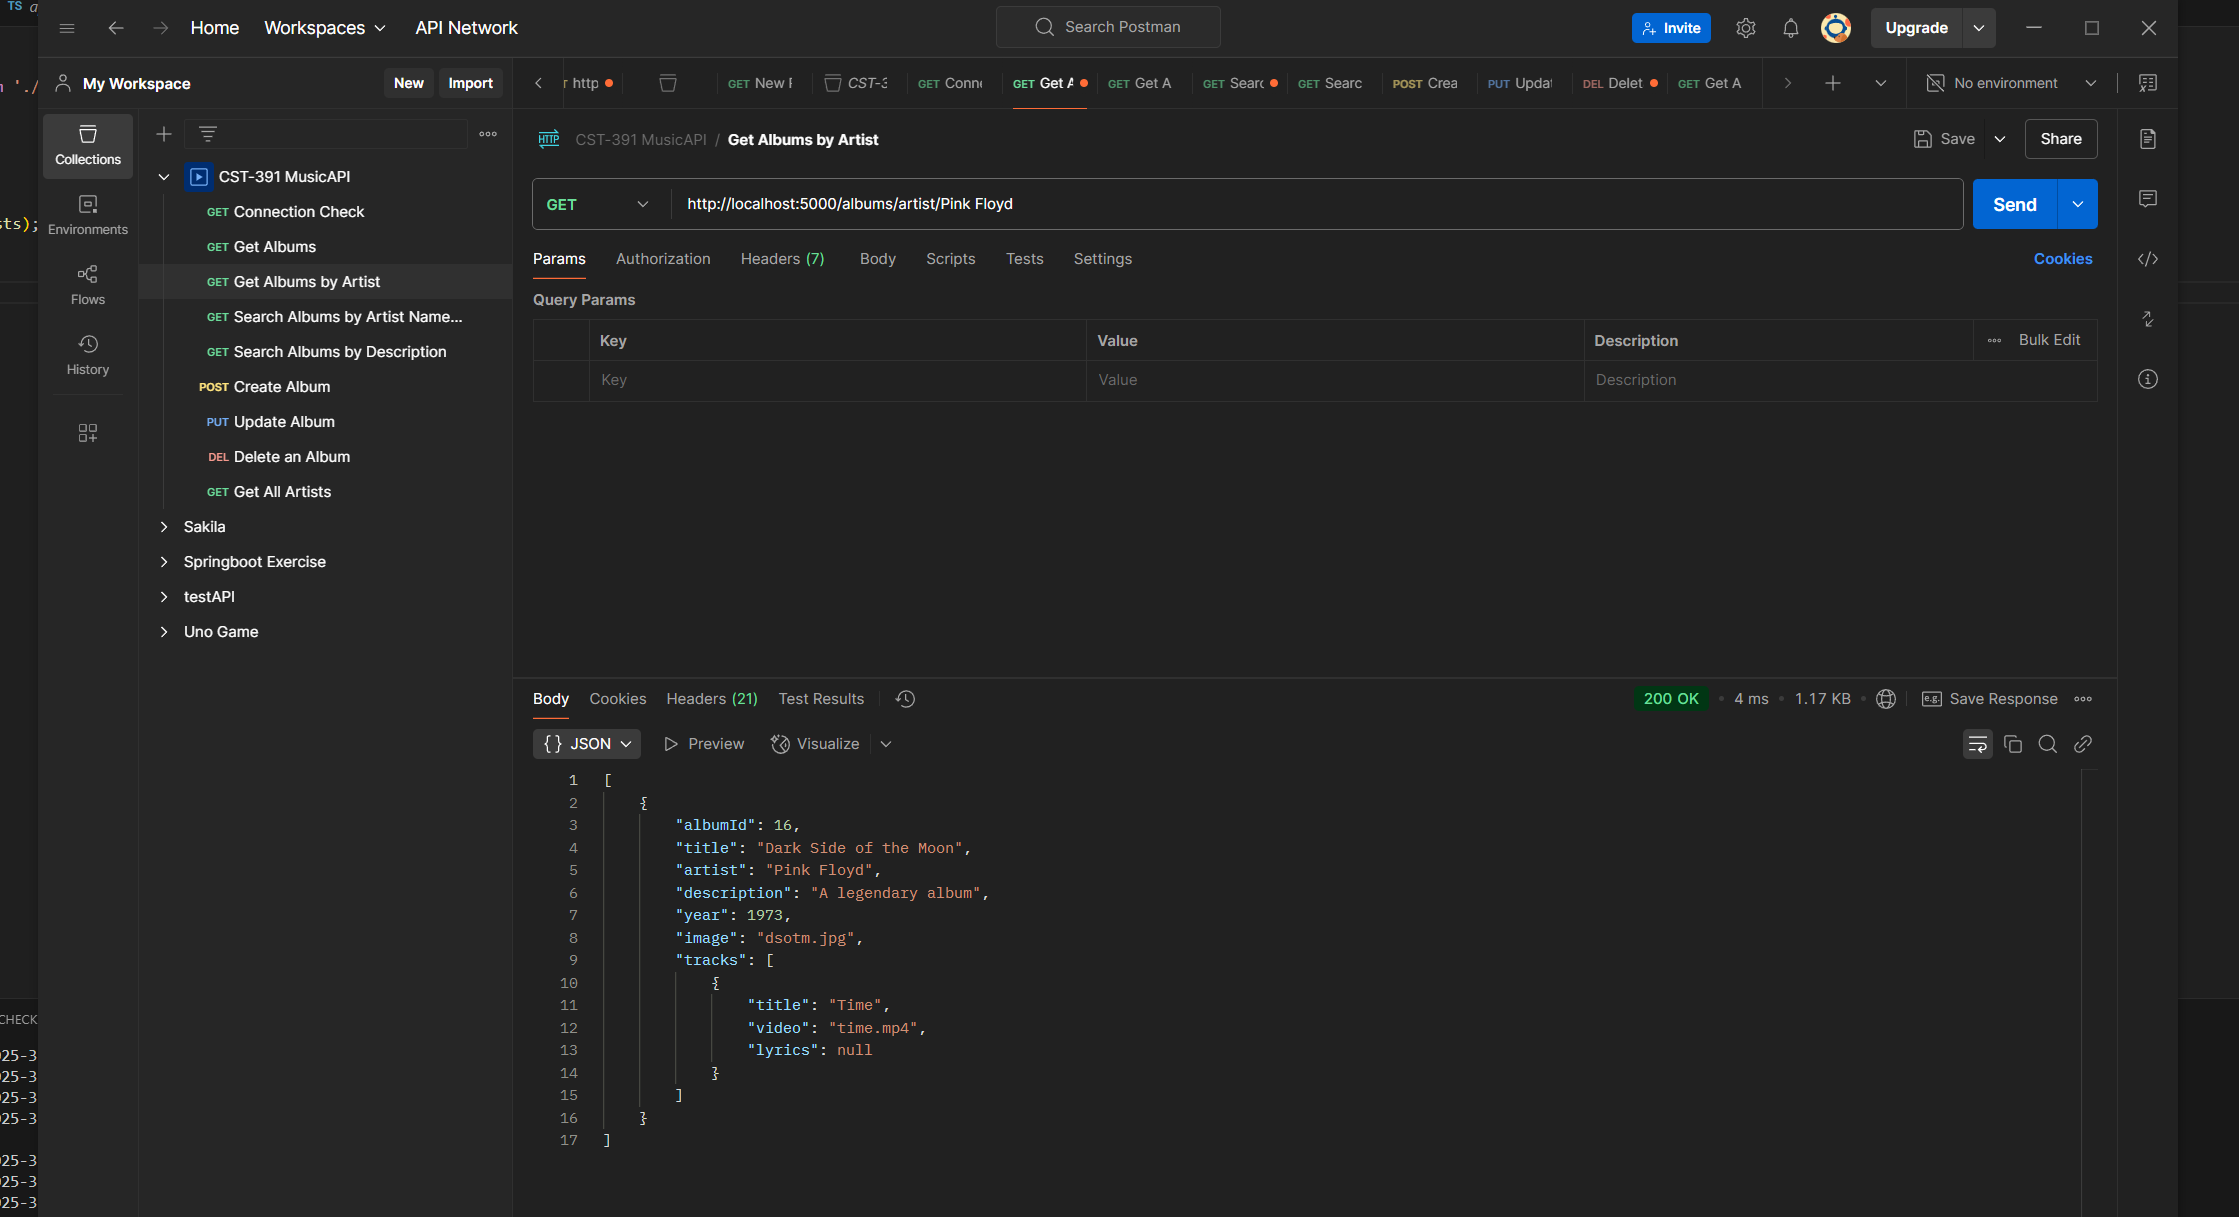 TS
Home Workspaces API Network Search Postman Invite Upgrade
My Workspace New Import
http GET New F CST-3 GET Conne GET Get A GET Get A GET Searc GET Searc POST Crea PUT Updat DEL Delet GET Get A No environment
'./
HTTP CST-391 MusicAPI / Get Albums by Artist Save Share
Collections
Environments
Flows
History
CST-391 MusicAPI
GET Connection Check
GET Get Albums
GET Get Albums by Artist
GET Search Albums by Artist Name...
GET Search Albums by Description
POST Create Album
PUT Update Album
DEL Delete an Album
GET Get All Artists
Sakila
Springboot Exercise
testAPI
Uno Game
sts);
GET http://localhost:5000/albums/artist/Pink Floyd Send
Params Authorization Headers (7) Body Scripts Tests Settings Cookies
Query Params
Key Value Description Bulk Edit
Key Value Description
Body Cookies Headers (21) Test Results 200 OK • 4 ms • 1.17 KB • e.g. Save Response
{} JSON Preview Visualize
1 [
2 {
3 "albumId": 16,
4 "title": "Dark Side of the Moon",
5 "artist": "Pink Floyd",
6 "description": "A legendary album",
7 "year": 1973,
8 "image": "dsotm.jpg",
9 "tracks": [
10 {
11 "title": "Time",
12 "video": "time.mp4",
13 "lyrics": null
14 }
15 ]
16 }
17 ]
CHECK
025-3
025-3
025-3
025-3
025-3
025-3
025-3